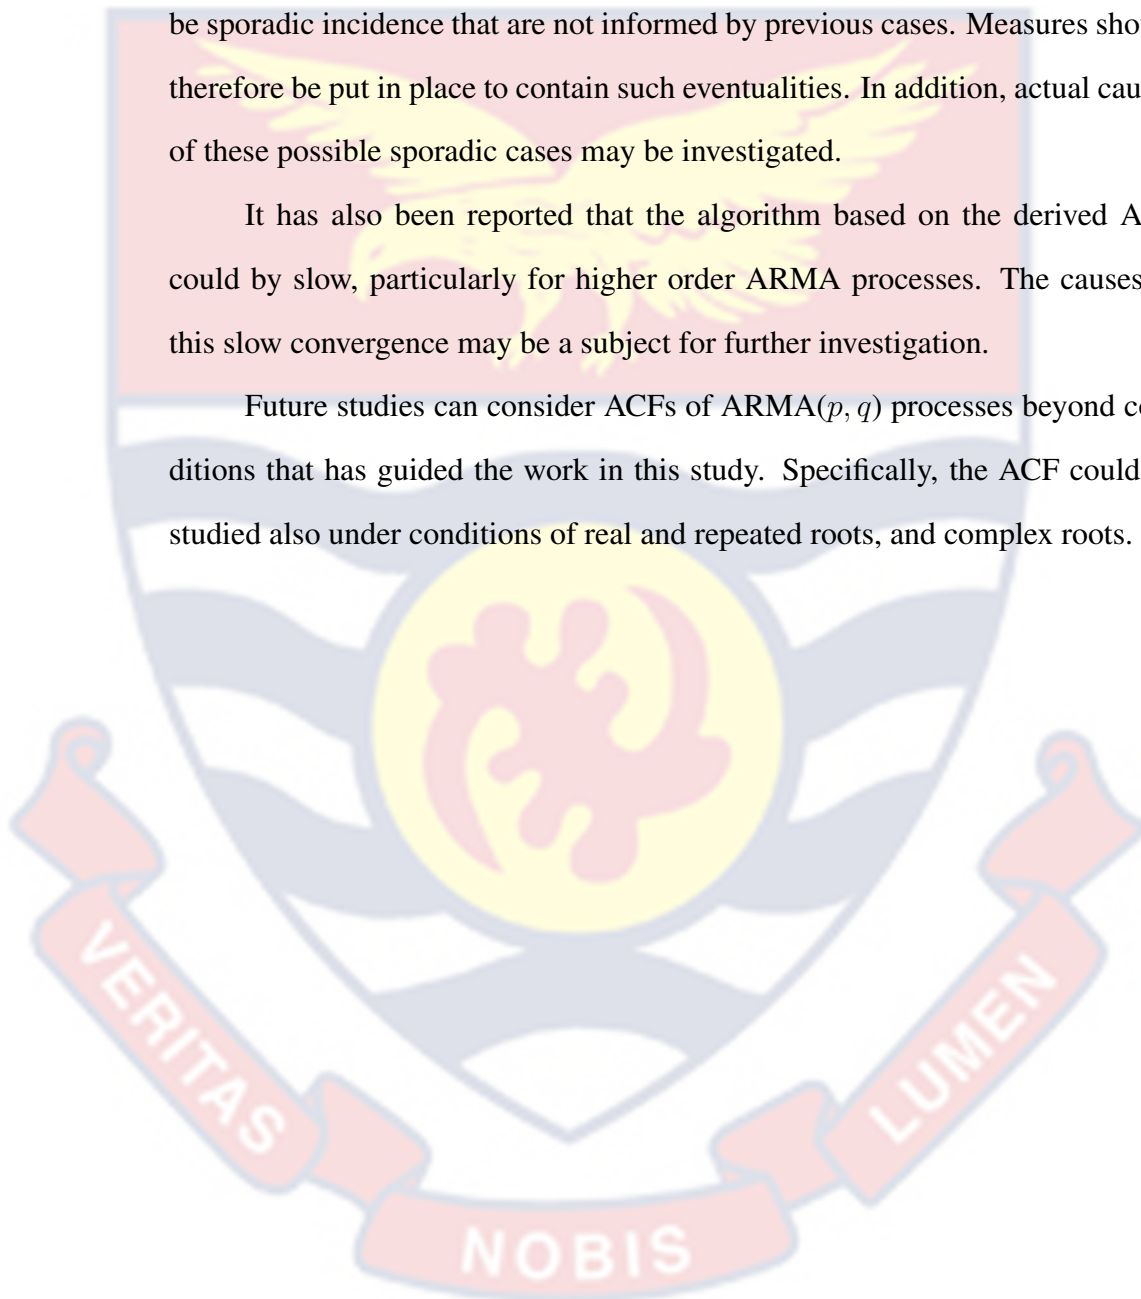 be sporadic incidence that are not informed by previous cases. Measures sho
therefore be put in place to contain such eventualities. In addition, actual cau
of these possible sporadic cases may be investigated.
It has also been reported that the algorithm based on the derived A
could by slow, particularly for higher order ARMA processes. The causes
this slow convergence may be a subject for further investigation.
Future studies can consider ACFs of ARMA(p, q) processes beyond co
ditions that has guided the work in this study. Specifically, the ACF could
studied also under conditions of real and repeated roots, and complex roots.
VERITAS
NOBIS
LUMEN